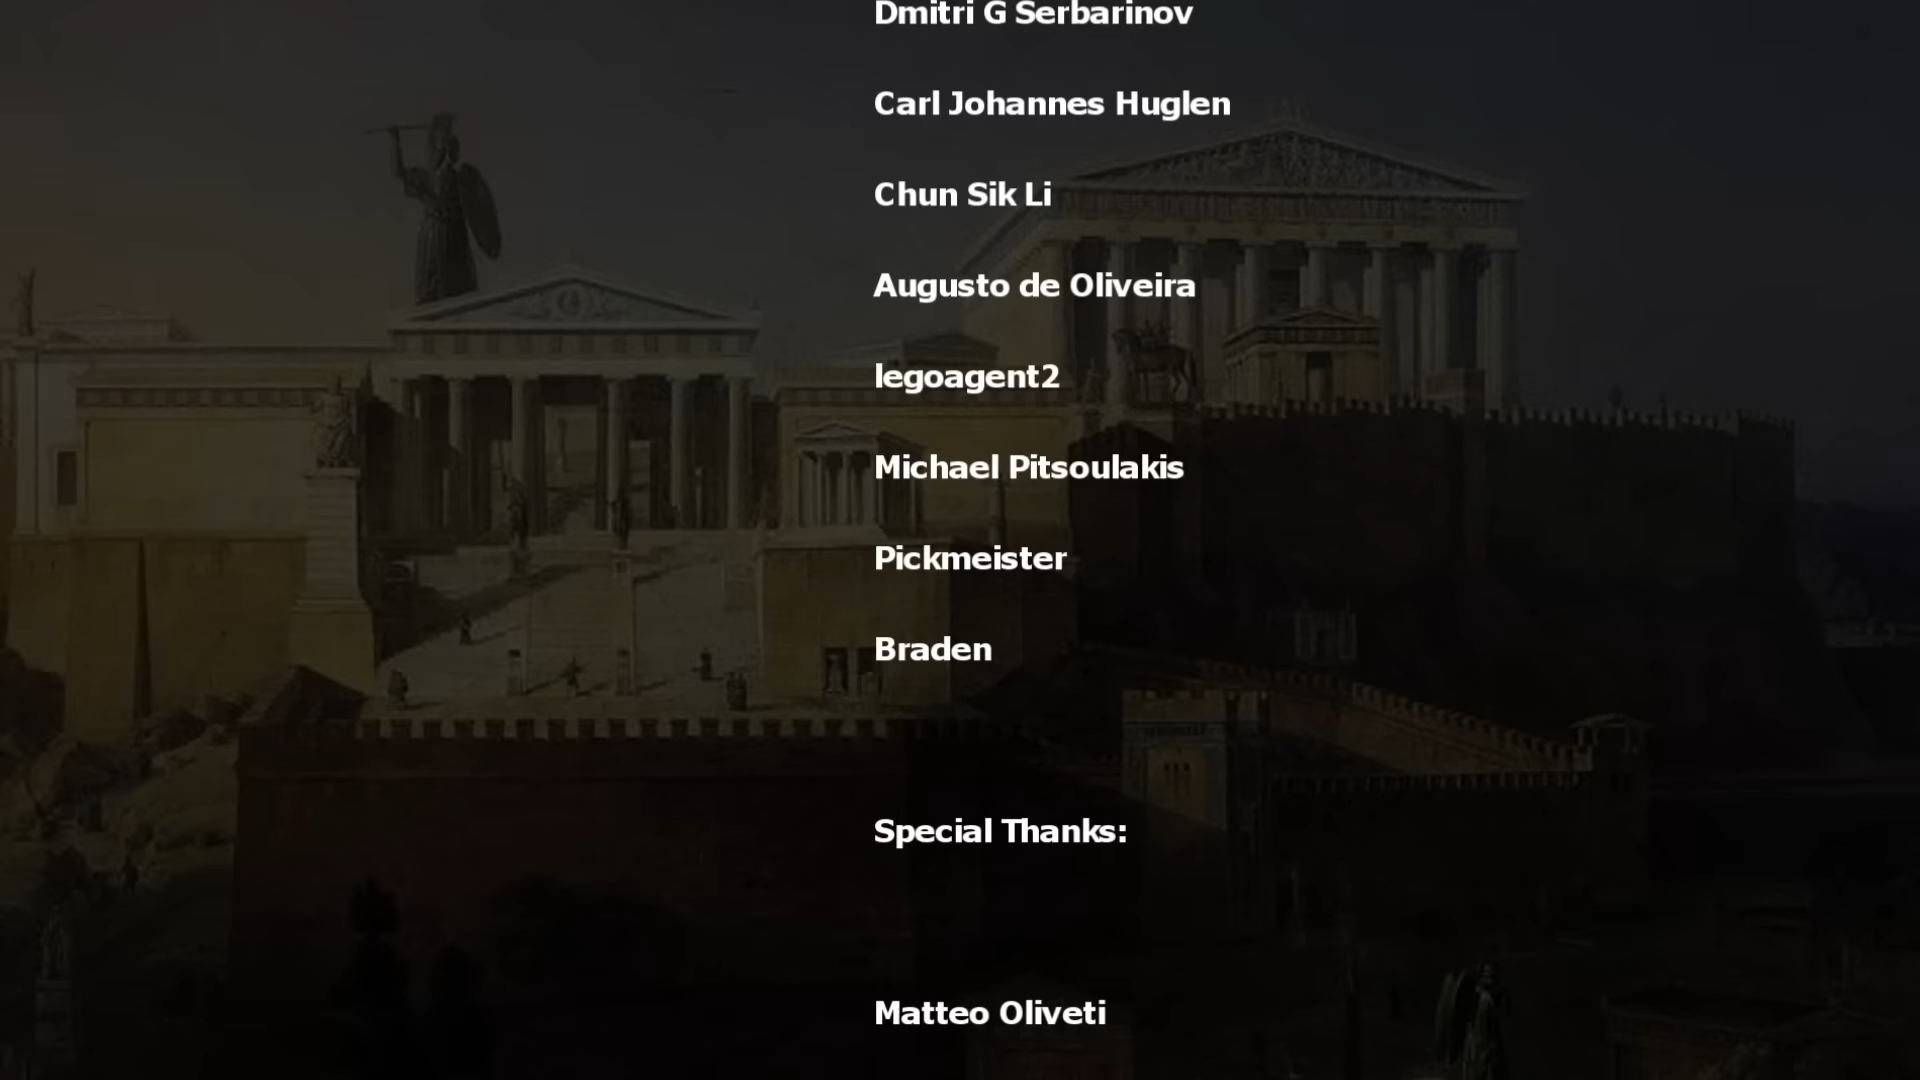 Dmitri G Serbarinov
Carl Johannes Huglen
Chun Sik Li
Augusto de Oliveira
legoagent2
Michael Pitsoulakis
Pickmeister
Braden
Special Thanks:
Matteo Oliveti